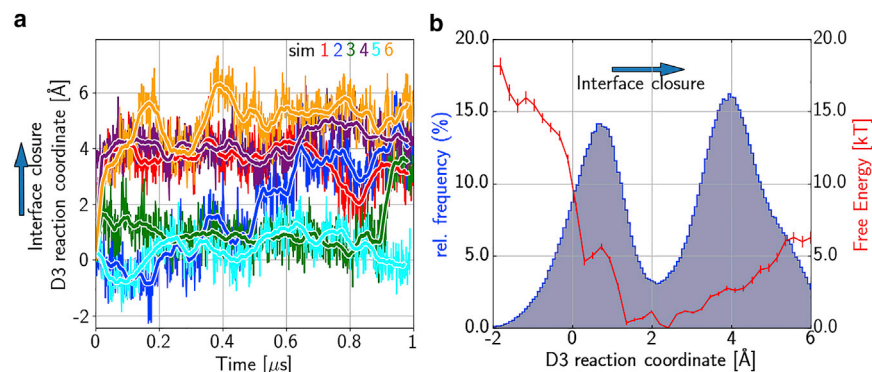 a
sim 1 2 3 4 5 6
Interface closure
D3 reaction coordinate [Å]
6
4
2
0
-2
0
0.2
0.4
0.6
0.8
1
Time [μs]
b
Interface closure
rel. frequency (%)
20.0
15.0
10.0
5.0
0.0
-2
0
2
4
6
D3 reaction coordinate [Å]
20.0
15.0
10.0
5.0
0.0
Free Energy [kT]